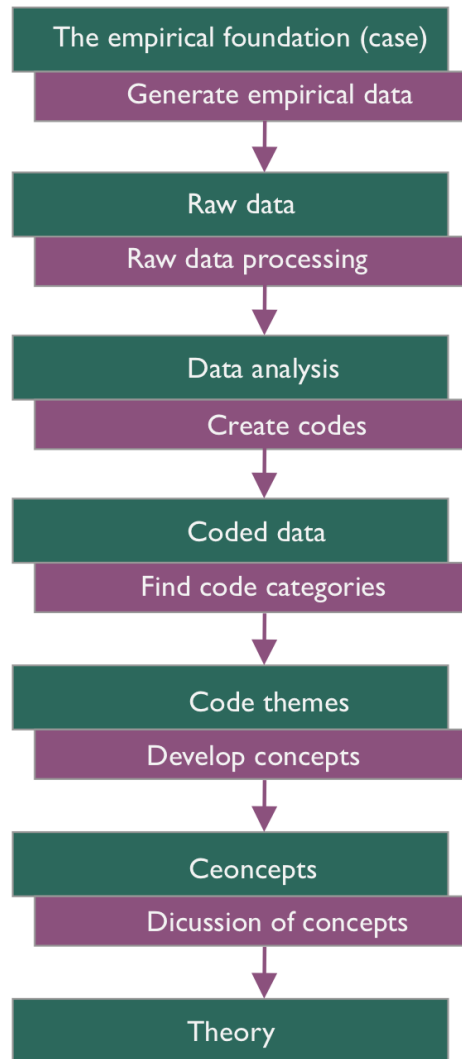 The empirical foundation (case)
Generate empirical data
Raw data
Raw data processing
Data analysis
Create codes
Coded data
Find code categories
Code themes
Develop concepts
Ceoncepts
Dicussion of concepts
Theory